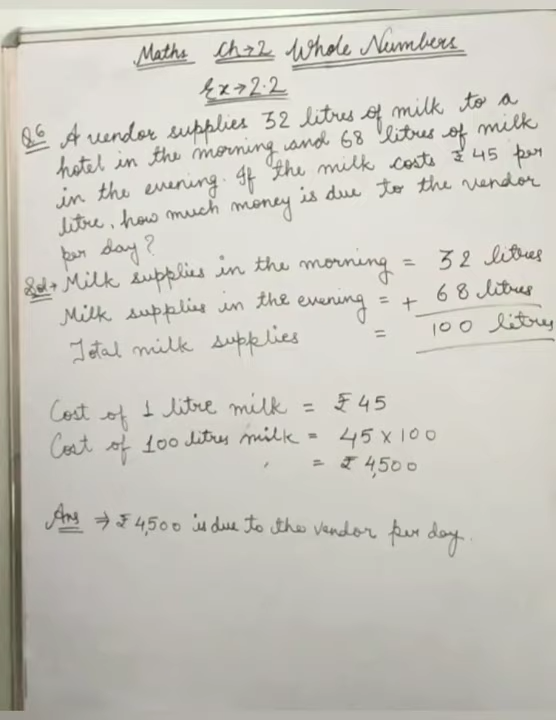 Maths Ch→2 Whole Numbers
Ex→2.2
Q6 A vendor supplies 32 litres of milk to a
hotel in the morning and 68 litres of milk
in the evening. If the milk costs ₹45 per
litre, how much money is due to the vendor
per day?
Sol→ Milk supplies in the morning = 32 litres
Milk supplies in the evening = + 68 litres
Total milk supplies = 100 litres
Cost of 1 litre milk = ₹45
Cost of 100 litres milk = 45 × 100
= ₹4,500
Ans ⇒ ₹4,500 is due to the vendor per day.